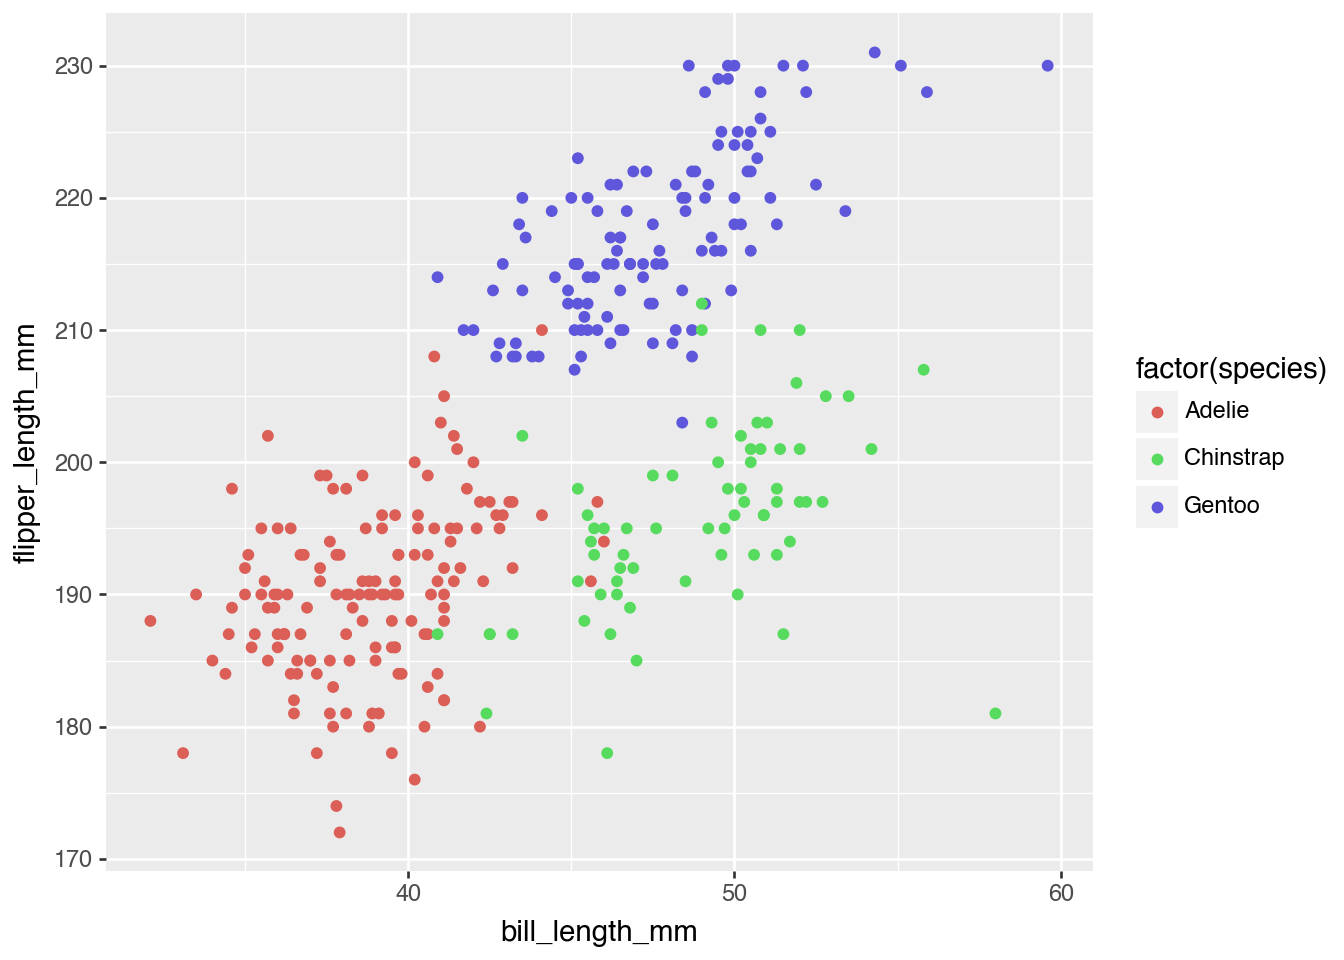 230
220
210
200
190
180
170
flipper_length_mm
40
50
60
bill_length_mm
factor(species)
Adelie
Chinstrap
Gentoo